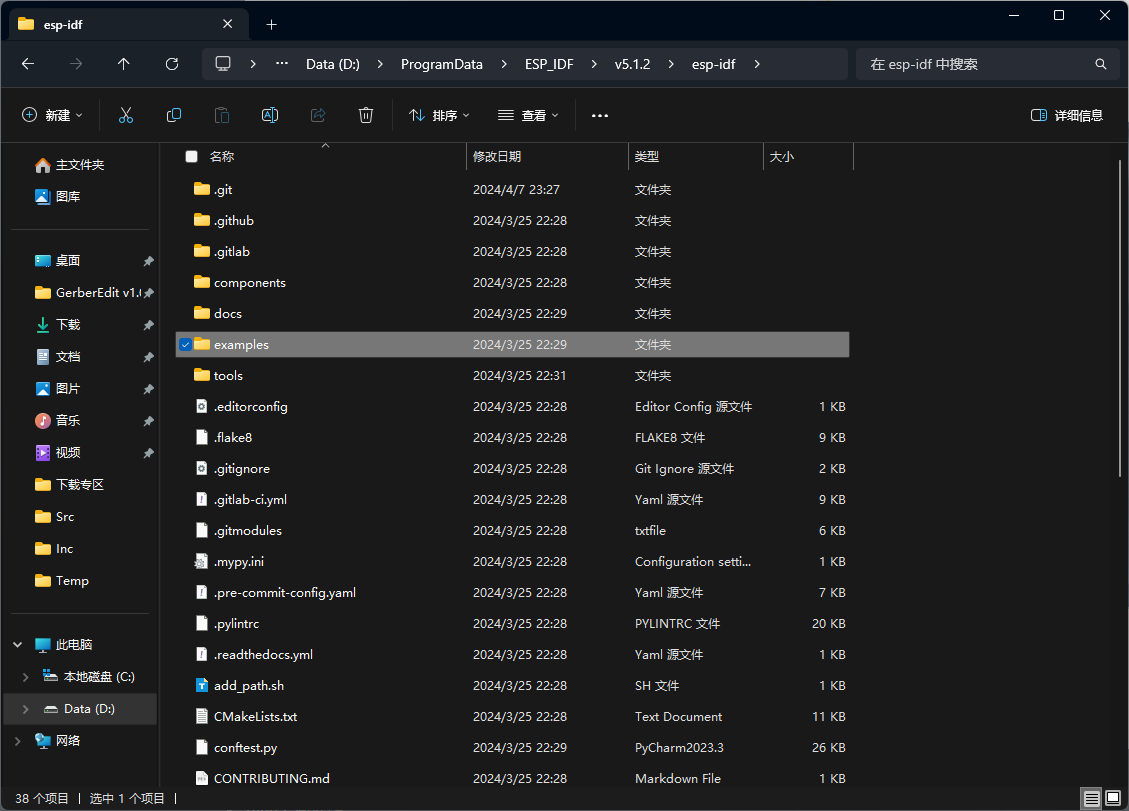 esp-idf
Data (D:) ProgramData ESP_IDF v5.1.2 esp-idf 在 esp-idf 中搜索
新建 排序 查看 详细信息
主文件夹
图库
桌面
GerberEdit v1.
下载
文档
图片
音乐
视频
下载专区
Src
Inc
Temp
此电脑
本地磁盘 (C:)
Data (D:)
网络
名称 修改日期 类型 大小
.git 2024/4/7 23:27 文件夹
.github 2024/3/25 22:28 文件夹
.gitlab 2024/3/25 22:28 文件夹
components 2024/3/25 22:28 文件夹
docs 2024/3/25 22:29 文件夹
examples 2024/3/25 22:29 文件夹
tools 2024/3/25 22:31 文件夹
.editorconfig 2024/3/25 22:28 Editor Config 源文件 1 KB
.flake8 2024/3/25 22:28 FLAKE8 文件 9 KB
.gitignore 2024/3/25 22:28 Git Ignore 源文件 2 KB
.gitlab-ci.yml 2024/3/25 22:28 Yaml 源文件 9 KB
.gitmodules 2024/3/25 22:28 txtfile 6 KB
.mypy.ini 2024/3/25 22:28 Configuration setti... 1 KB
.pre-commit-config.yaml 2024/3/25 22:28 Yaml 源文件 7 KB
.pylintrc 2024/3/25 22:28 PYLINTRC 文件 20 KB
.readthedocs.yml 2024/3/25 22:28 Yaml 源文件 1 KB
add_path.sh 2024/3/25 22:28 SH 文件 1 KB
CMakeLists.txt 2024/3/25 22:28 Text Document 11 KB
conftest.py 2024/3/25 22:29 PyCharm2023.3 26 KB
CONTRIBUTING.md 2024/3/25 22:28 Markdown File 1 KB
38 个项目 选中 1 个项目